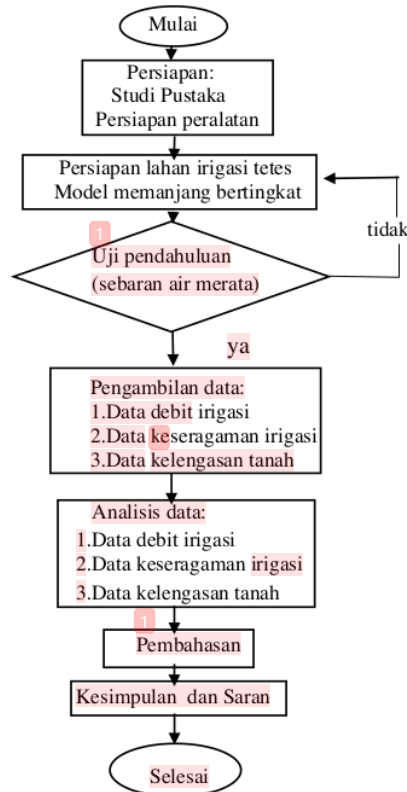 Mulai
Persiapan:
Studi Pustaka
Persiapan peralatan
Persiapan lahan irigasi tetes
Model memanjang bertingkat
tidak
1
Uji pendahuluan
(sebaran air merata)
ya
Pengambilan data:
1.Data debit irigasi
2.Data keseragaman irigasi
3.Data kelengasan tanah
Analisis data:
1.Data debit irigasi
2.Data keseragaman irigasi
3.Data kelengasan tanah
1
Pembahasan
Kesimpulan dan Saran
Selesai